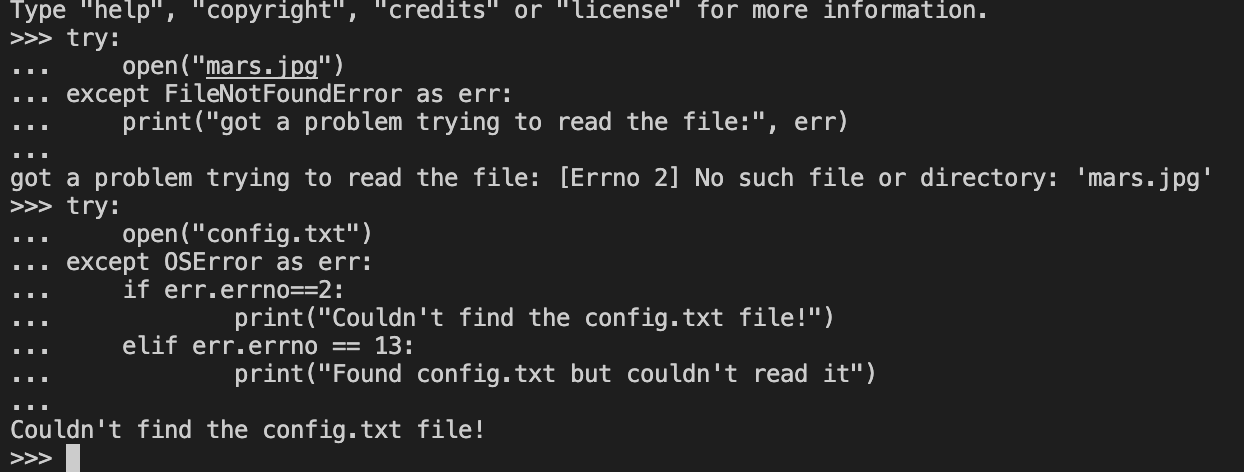 Type "help", "copyright", "credits" or "license" for more information.
>>> try:
...     open("mars.jpg")
... except FileNotFoundError as err:
...     print("got a problem trying to read the file:", err)
...
got a problem trying to read the file: [Errno 2] No such file or directory: 'mars.jpg'
>>> try:
...     open("config.txt")
... except OSError as err:
...     if err.errno==2:
...             print("Couldn't find the config.txt file!")
...     elif err.errno == 13:
...             print("Found config.txt but couldn't read it")
...
Couldn't find the config.txt file!
>>>